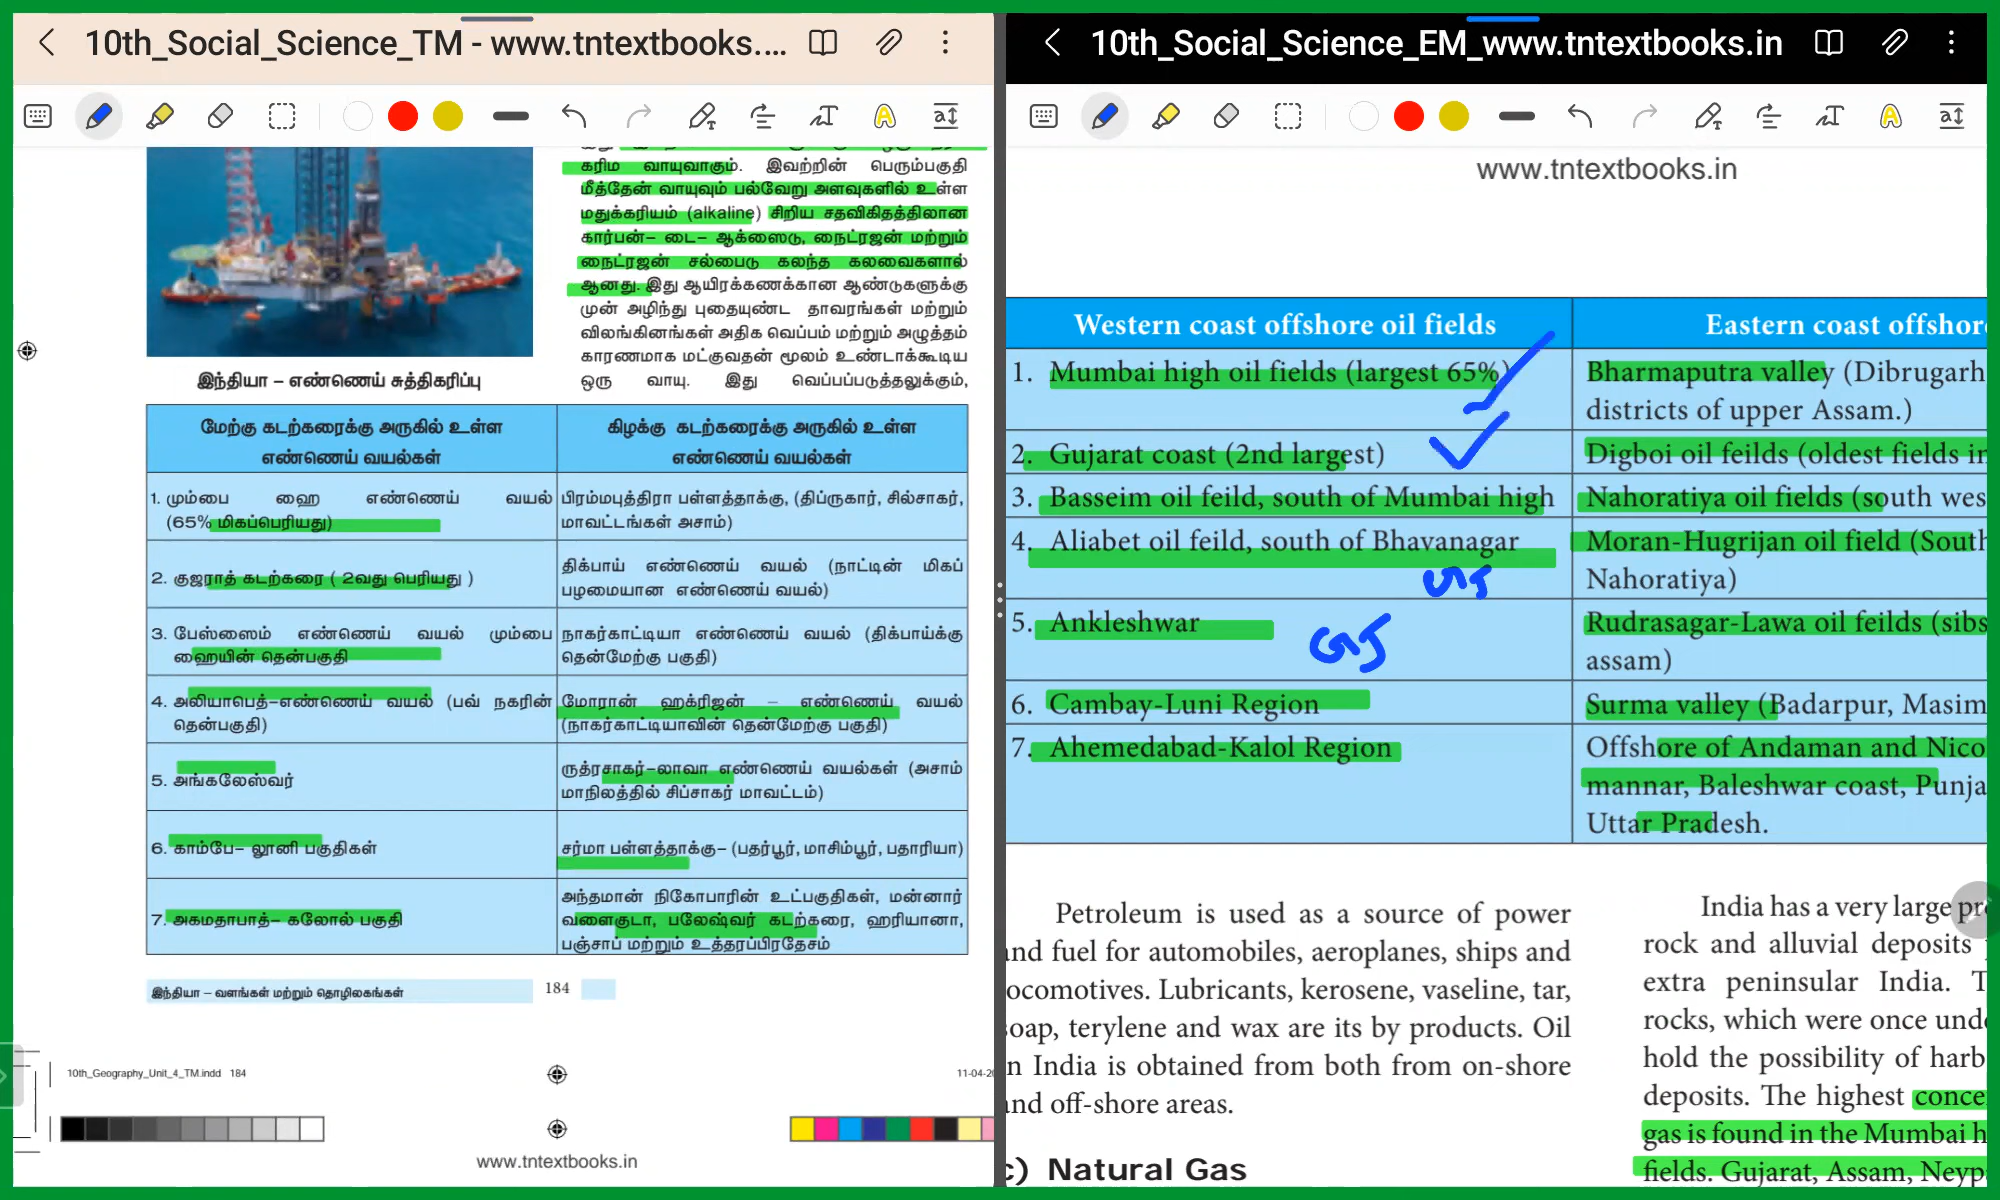 10th_Social_Science_TM - www.tntextbooks....
கரிம வாயுவாகும். இவற்றின் பெரும்பகுதி
மீத்தேன் வாயுவும் பல்வேறு அளவுகளில் உள்ள
மதுக்கரியம் (alkaline) சிறிய சதவிகிதத்திலான
கார்பன்– டை– ஆக்ஸைடு, நைட்ரஜன் மற்றும்
நைட்ரஜன் சல்பைடு கலந்த கலவைகளால்
ஆனது. இது ஆயிரக்கணக்கான ஆண்டுகளுக்கு
முன் அழிந்து புதையுண்ட தாவரங்கள் மற்றும்
விலங்கினங்கள் அதிக வெப்பம் மற்றும் அழுத்தம்
காரணமாக மட்குவதன் மூலம் உண்டாக்கூடிய
ஒரு வாயு. இது வெப்பப்படுத்தலுக்கும்,
இந்தியா – எண்ணெய் சுத்திகரிப்பு
மேற்கு கடற்கரைக்கு அருகில் உள்ள
எண்ணெய் வயல்கள்
கிழக்கு கடற்கரைக்கு அருகில் உள்ள
எண்ணெய் வயல்கள்
1. மும்பை ஹை எண்ணெய் வயல்
(65% மிகப்பெரியது)
பிரம்மபுத்திரா பள்ளத்தாக்கு, (திப்ருகார், சில்சாகர்,
மாவட்டங்கள் அசாம்)
2. குஜராத் கடற்கரை ( 2வது பெரியது )
திக்பாய் எண்ணெய் வயல் (நாட்டின் மிகப்
பழமையான எண்ணெய் வயல்)
3. பேஸ்ஸைம் எண்ணெய் வயல் மும்பை
ஹையின் தென்பகுதி
நாகர்காட்டியா எண்ணெய் வயல் (திக்பாய்க்கு
தென்மேற்கு பகுதி)
4. அலியாபெத்–எண்ணெய் வயல் (பவ் நகரின்
தென்பகுதி)
மோரான் ஹக்ரிஜன் – எண்ணெய் வயல்
(நாகர்காட்டியாவின் தென்மேற்கு பகுதி)
5. அங்கலேஸ்வர்
ருத்ரசாகர்–லாவா எண்ணெய் வயல்கள் (அசாம்
மாநிலத்தில் சிப்சாகர் மாவட்டம்)
6. காம்பே– லூனி பகுதிகள்
சர்மா பள்ளத்தாக்கு– (பதர்பூர், மாசிம்பூர், பதாரியா)
7. அகமதாபாத்– கலோல் பகுதி
அந்தமான் நிகோபாரின் உட்பகுதிகள், மன்னார்
வளைகுடா, பலேஷ்வர் கடற்கரை, ஹரியானா,
பஞ்சாப் மற்றும் உத்தரப்பிரதேசம்
இந்தியா – வளங்கள் மற்றும் தொழிலகங்கள்
184
10th_Geography_Unit_4_TM.indd 184
11-04-20
www.tntextbooks.in
10th_Social_Science_EM_www.tntextbooks.in
www.tntextbooks.in
Western coast offshore oil fields
Eastern coast offshore
1. Mumbai high oil fields (largest 65%)
Bharmaputra valley (Dibrugarh
districts of upper Assam.)
2. Gujarat coast (2nd largest)
Digboi oil feilds (oldest fields in
3. Basseim oil feild, south of Mumbai high
Nahoratiya oil fields (south wes
4. Aliabet oil feild, south of Bhavanagar
Moran-Hugrijan oil field (South
Nahoratiya)
5. Ankleshwar
Rudrasagar-Lawa oil feilds (sibs
assam)
6. Cambay-Luni Region
Surma valley (Badarpur, Masim
7. Ahemedabad-Kalol Region
Offshore of Andaman and Nico
mannar, Baleshwar coast, Punja
Uttar Pradesh.
Petroleum is used as a source of power
and fuel for automobiles, aeroplanes, ships and
ocomotives. Lubricants, kerosene, vaseline, tar,
soap, terylene and wax are its by products. Oil
n India is obtained from both from on-shore
and off-shore areas.
c) Natural Gas
India has a very large pr
rock and alluvial deposits
extra peninsular India. T
rocks, which were once unde
hold the possibility of harb
deposits. The highest conce
gas is found in the Mumbai h
fields. Gujarat, Assam, Neyp